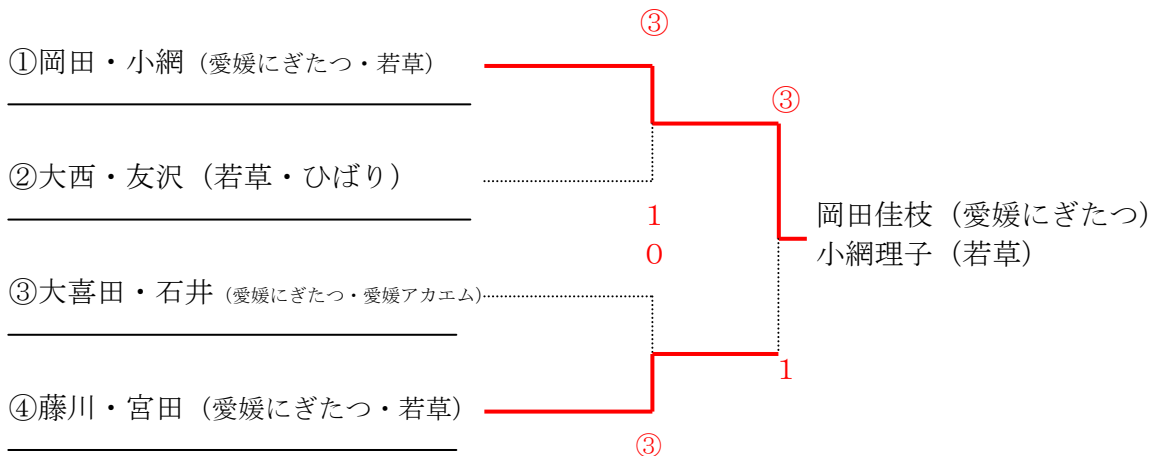 ③
①岡田・小網（愛媛にぎたつ・若草）
③
②大西・友沢（若草・ひばり）
1
岡田佳枝（愛媛にぎたつ）
0
小網理子（若草）
③大喜田・石井（愛媛にぎたつ・愛媛アカエム）
1
④藤川・宮田（愛媛にぎたつ・若草）
③